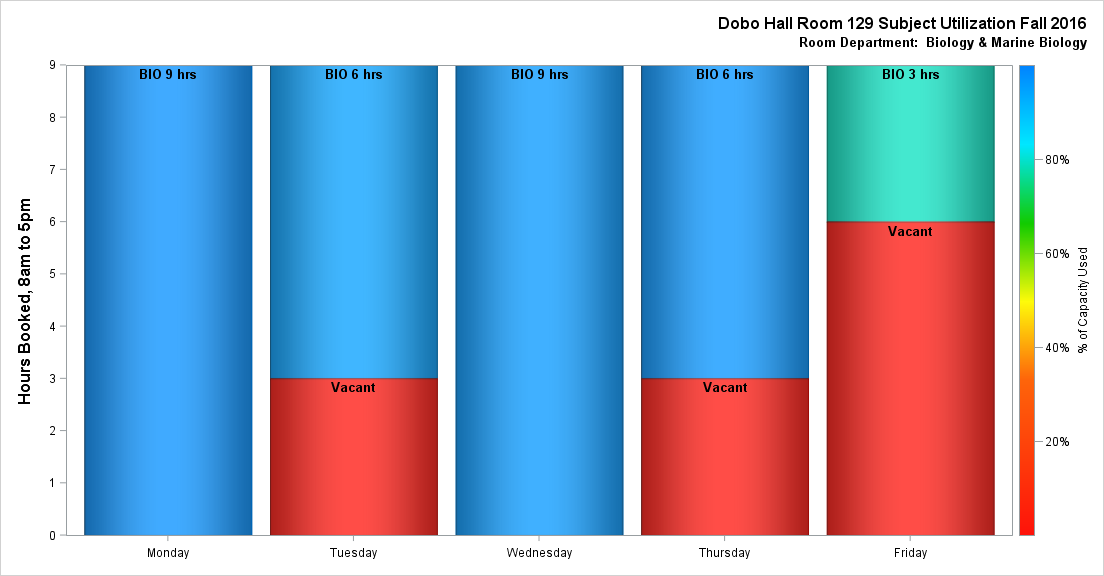 Dobo Hall Room 129 Subject Utilization Fall 2016
Room Department: Biology & Marine Biology
Hours Booked, 8am to 5pm
9
8
7
6
5
4
3
2
1
0
BIO 9 hrs
BIO 6 hrs
Vacant
BIO 9 hrs
BIO 6 hrs
Vacant
BIO 3 hrs
Vacant
Monday
Tuesday
Wednesday
Thursday
Friday
80%
60%
40%
20%
% of Capacity Used